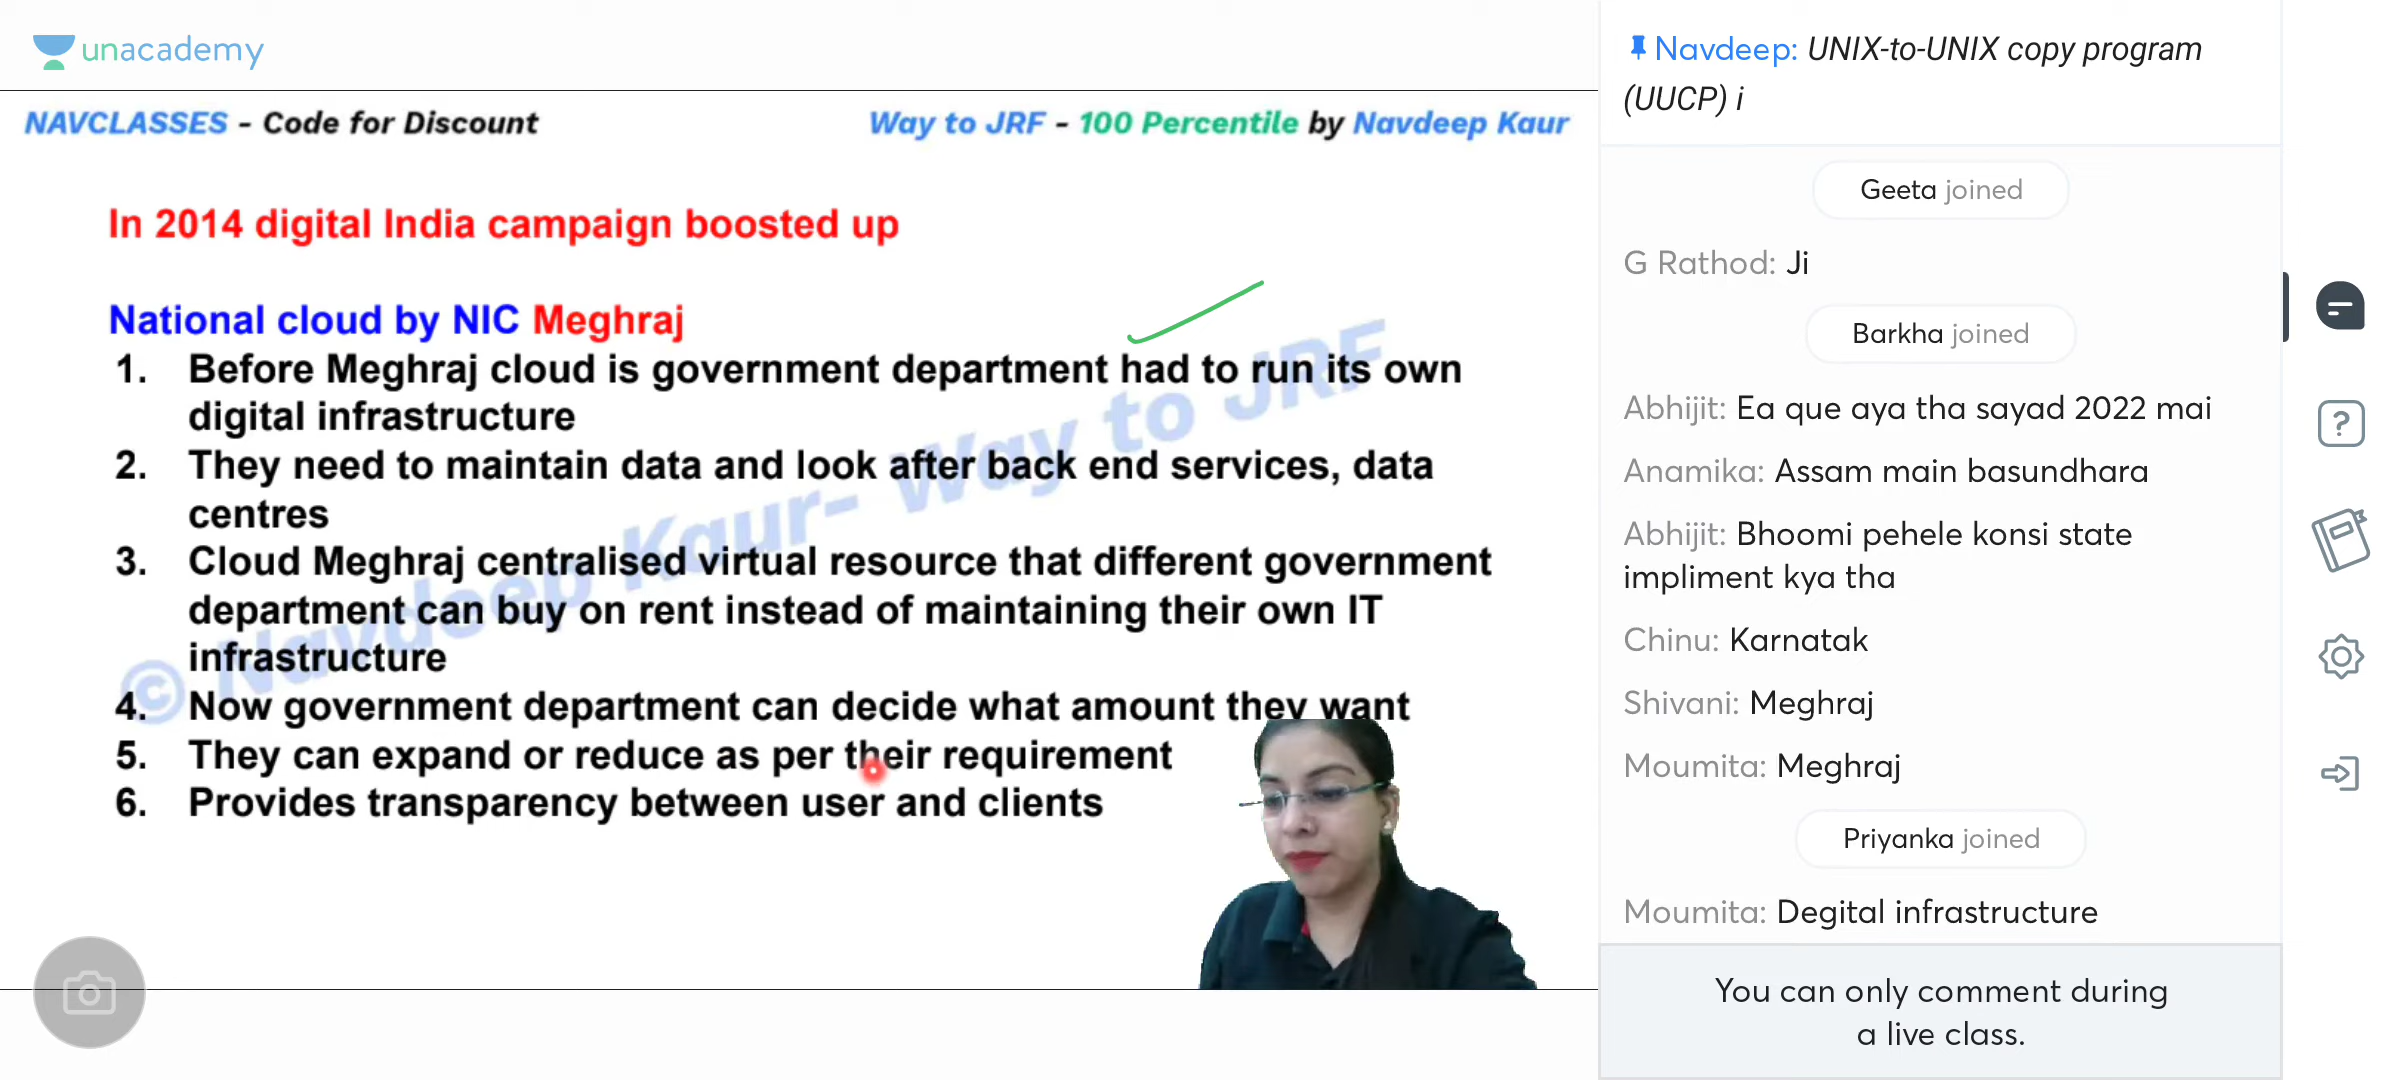 unacademy
NAVCLASSES - Code for Discount
Way to JRF - 100 Percentile by Navdeep Kaur
In 2014 digital India campaign boosted up
National cloud by NIC Meghraj
1. Before Meghraj cloud is government department had to run its own
digital infrastructure
2. They need to maintain data and look after back end services, data
centres
3. Cloud Meghraj centralised virtual resource that different government
department can buy on rent instead of maintaining their own IT
infrastructure
4. Now government department can decide what amount they want
5. They can expand or reduce as per their requirement
6. Provides transparency between user and clients
© Navdeep Kaur- Way to JRF
Navdeep: UNIX-to-UNIX copy program
(UUCP) i
Geeta joined
G Rathod: Ji
Barkha joined
Abhijit: Ea que aya tha sayad 2022 mai
Anamika: Assam main basundhara
Abhijit: Bhoomi pehele konsi state
impliment kya tha
Chinu: Karnatak
Shivani: Meghraj
Moumita: Meghraj
Priyanka joined
Moumita: Degital infrastructure
You can only comment during
a live class.
?